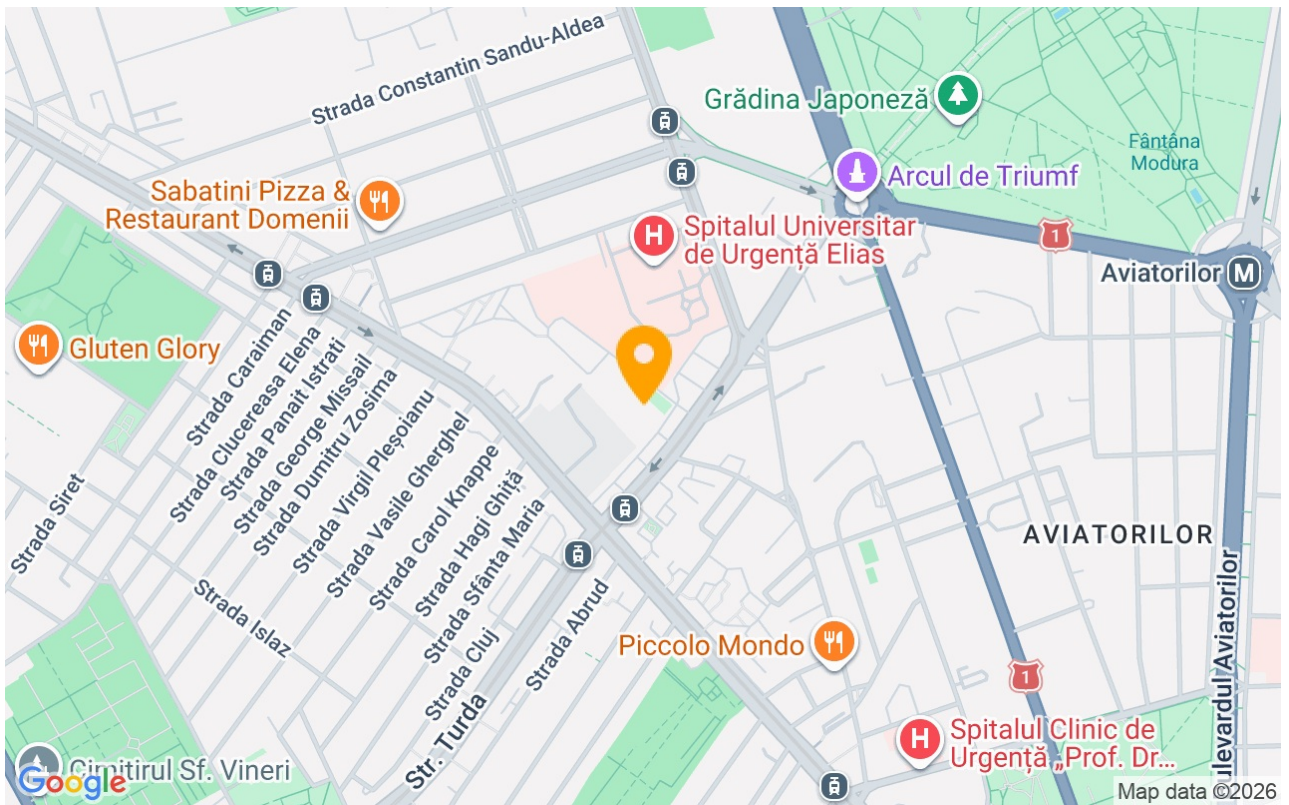 Strada Constantin Sandu-Aldea
Grădina Japoneză
Fântâna
Modura
Sabatini Pizza &
Restaurant Domenii
Arcul de Triumf
H
Spitalul Universitar
de Urgență Elias
1
Aviatorilor
M
Gluten Glory
Strada Caraiman
Strada Clucereasa Elena
Strada Panait Istrati
Strada George Missail
Strada Dumitru Zosima
Strada Virgil Pleșoianu
Strada Vasile Gherghel
Strada Carol Knappe
Strada Hagi Ghiță
Strada Sfânta Maria
Strada Cluj
Strada Siret
Strada Islaz
Strada Abrud
Str. Turda
AVIATORILOR
Piccolo Mondo
1
ulevardul Aviatorilor
H
Spitalul Clinic de
Urgență „Prof. Dr...
Cimitirul Sf. Vineri
Google
Map data ©2026